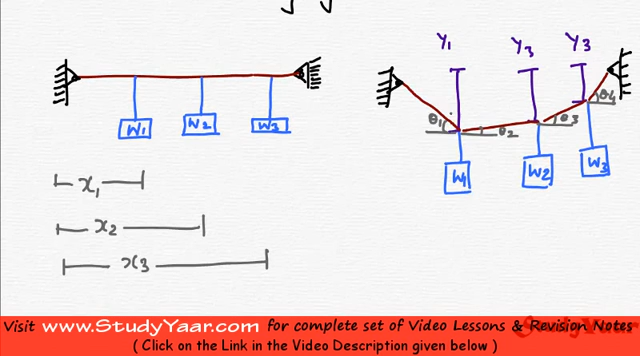 Y₁ Y₃ Y₃
W₁ W₂ W₃
θ₁ θ₂ θ₃ θ₄
W₁ W₂ W₃
x₁
x₂
x₃
Visit www.StudyYaar.com for complete set of Video Lessons & Revision Notes
( Click on the Link in the Video Description given below )
StudyYaar